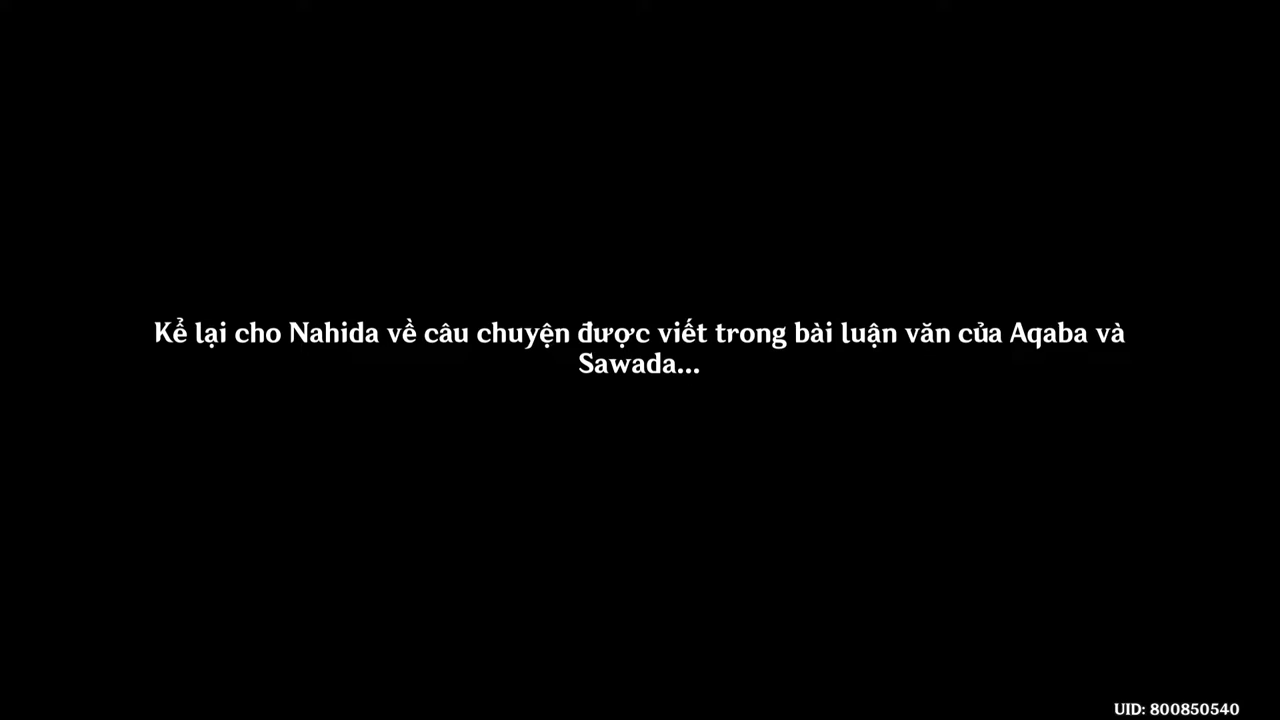 Kể lại cho Nahida về câu chuyện được viết trong bài luận văn của Aqaba và
Sawada...
UID: 800850540